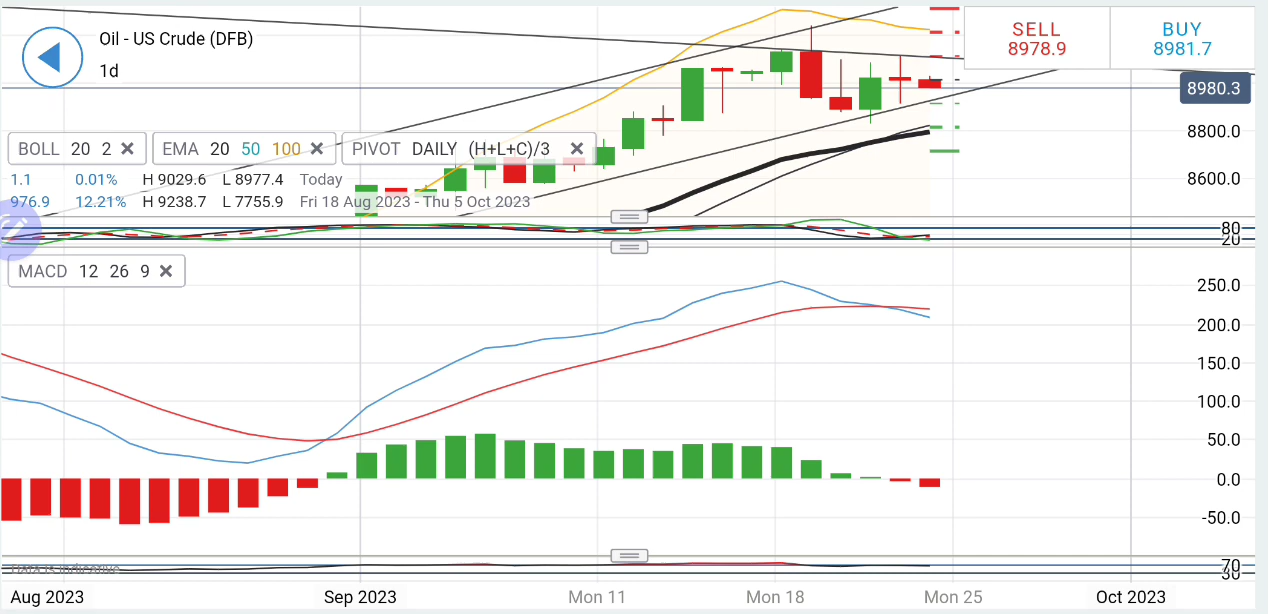 Oil - US Crude (DFB)
1d
SELL
8978.9
BUY
8981.7
8980.3
8800.0
8600.0
BOLL 20 2 ✕
EMA 20 50 100 ✕
PIVOT DAILY (H+L+C)/3 ✕
1.1 0.01% H 9029.6 L 8977.4 Today
976.9 12.21% H 9238.7 L 7755.9 Fri 18 Aug 2023 - Thu 5 Oct 2023
80
20
MACD 12 26 9 ✕
250.0
200.0
150.0
100.0
50.0
0.0
-50.0
Data is indicative
70
30
Aug 2023 Sep 2023 Mon 11 Mon 18 Mon 25 Oct 2023